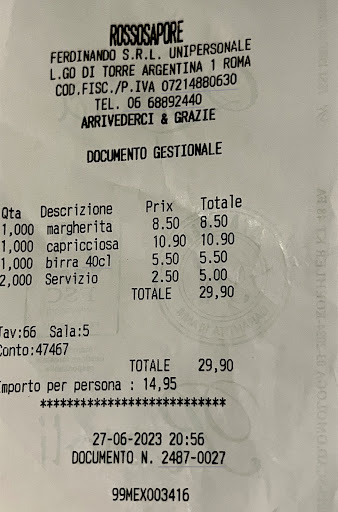 ROSSOSAPORE
FERDINANDO S.R.L. UNIPERSONALE
L.GO DI TORRE ARGENTINA 1 ROMA
COD.FISC./P.IVA 07214880630
TEL. 06 68892440
ARRIVEDERCI & GRAZIE
DOCUMENTO GESTIONALE
Qta Descrizione Prix Totale
1,000 margherita 8.50 8.50
1,000 capricciosa 10.90 10.90
1,000 birra 40cl 5.50 5.50
2,000 Servizio 2.50 5.00
TOTALE 29,90
Tav:66 Sala:5
Conto:47467
TOTALE 29,90
Importo per persona : 14,95
**************************
27-06-2023 20:56
DOCUMENTO N. 2487-0027
99MEX003416